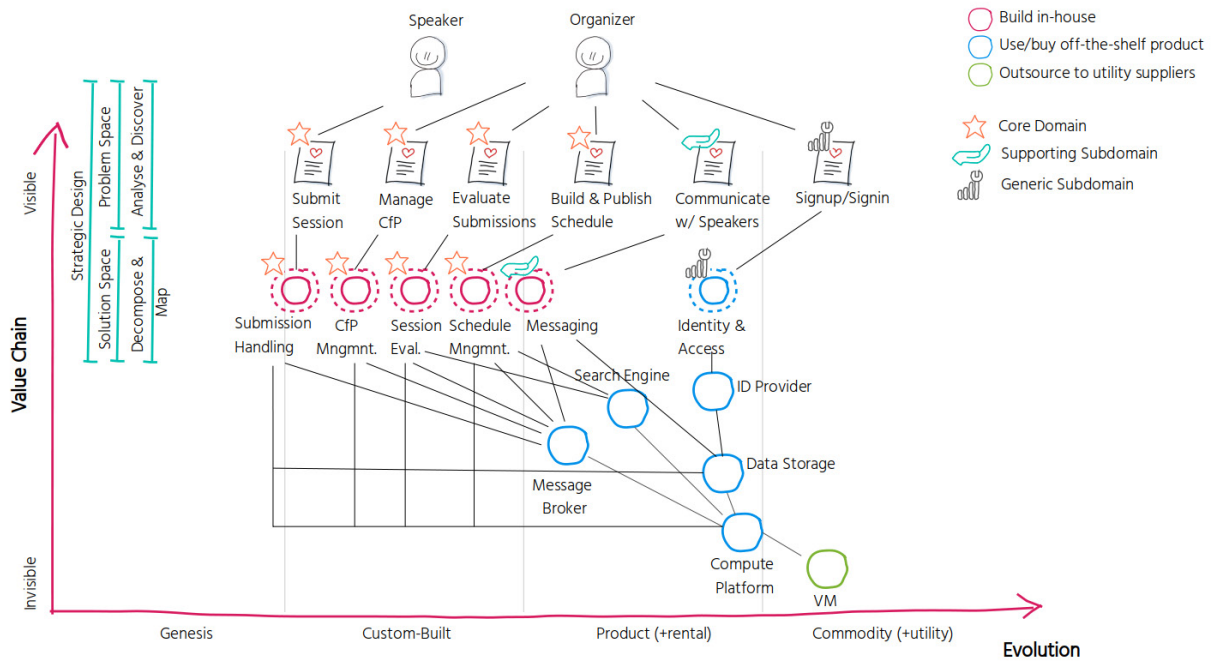 Speaker
Organizer
Build in-house
Use/buy off-the-shelf product
Outsource to utility suppliers
Core Domain
Supporting Subdomain
Generic Subdomain
Value Chain
Visible
Invisible
Strategic Design
Problem Space
Analyse & Discover
Solution Space
Decompose &
Map
Submit
Session
Manage
CfP
Evaluate
Submissions
Build & Publish
Schedule
Communicate
w/ Speakers
Signup/Signin
Submission
Handling
CfP
Mngmnt.
Session
Eval.
Schedule
Mngmnt.
Messaging
Identity &
Access
Search Engine
ID Provider
Message
Broker
Data Storage
Compute
Platform
VM
Genesis
Custom-Built
Product (+rental)
Commodity (+utility)
Evolution